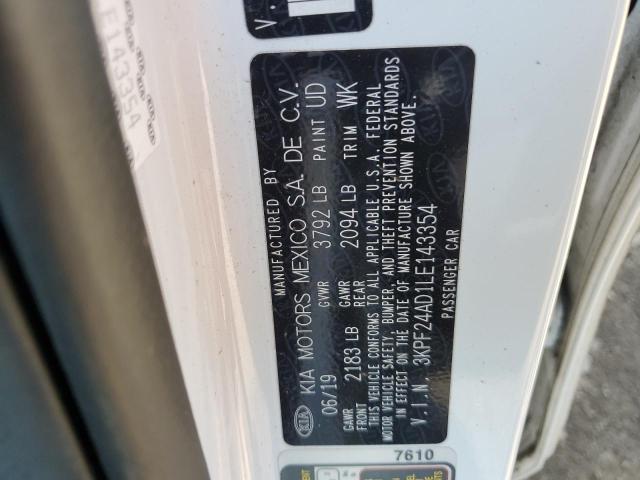 MANUFACTURED BY
KIA KIA MOTORS MEXICO S.A. DE C.V.
06/19 GVWR 3792 LB PAINT UD
GAWR FRONT 2183 LB GAWR REAR 2094 LB TRIM WK
THIS VEHICLE CONFORMS TO ALL APPLICABLE U.S.A. FEDERAL
MOTOR VEHICLE SAFETY, BUMPER, AND THEFT PREVENTION STANDARDS
IN EFFECT ON THE DATE OF MANUFACTURE SHOWN ABOVE.
V.I.N. 3KPF24AD1LE143354
PASSENGER CAR
7610
E143354
V.